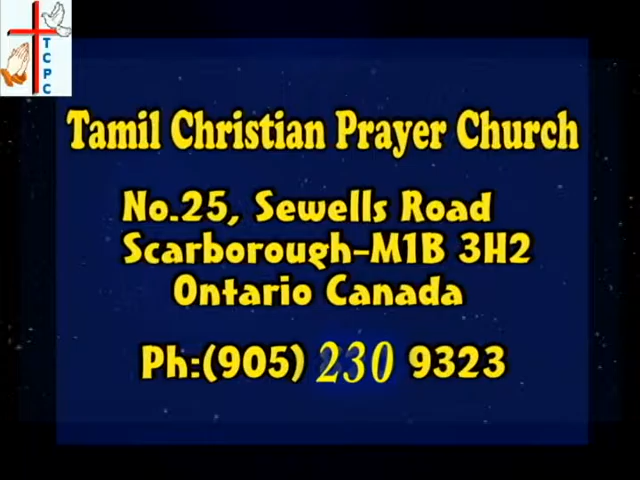 TCPC
Tamil Christian Prayer Church
No.25, Sewells Road
Scarborough-M1B 3H2
Ontario Canada
Ph:(905) 230 9323